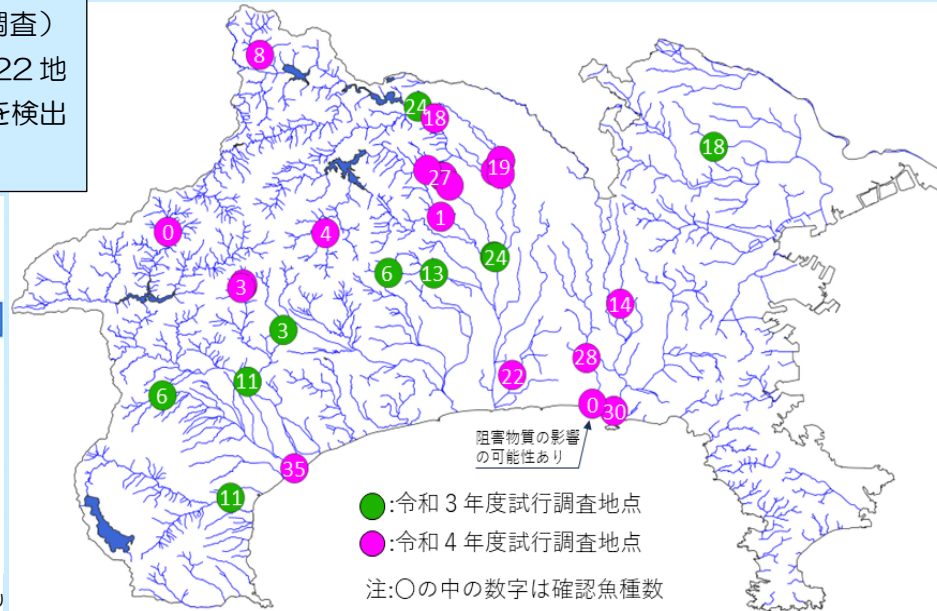 調査）
22 地
を検出
8
24
18
18
27
19
0
4
1
24
6
13
3
14
3
28
22
11
6
0
30
阻害物質の影響
の可能性あり
35
11
:令和３年度試行調査地点
:令和４年度試行調査地点
注:〇の中の数字は確認魚種数
り